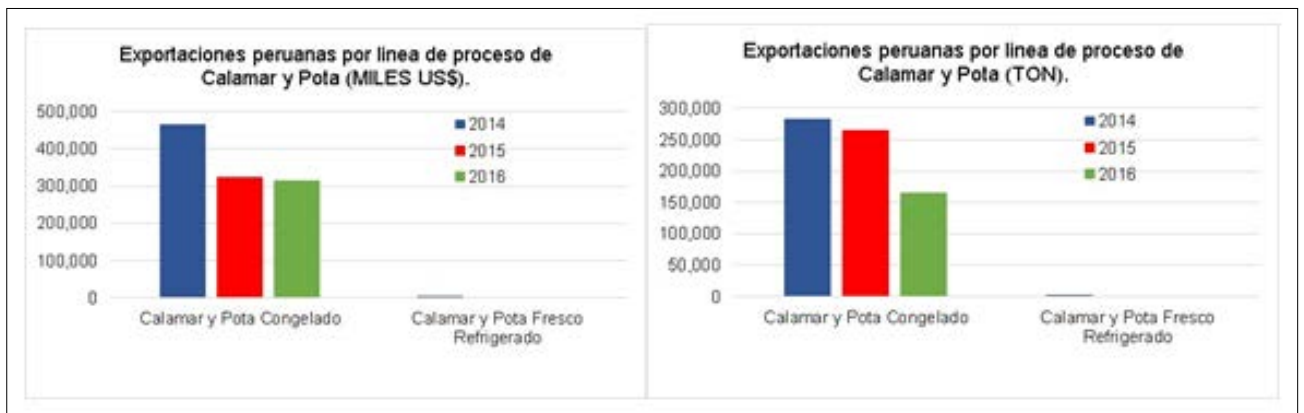 Exportaciones peruanas por linea de proceso de
Calamar y Pota (MILES US$).
500,000
400,000
300,000
200,000
100,000
0
2014
2015
2016
Calamar y Pota Congelado
Calamar y Pota Fresco
Refrigerado
Exportaciones peruanas por linea de proceso de
Calamar y Pota (TON).
300,000
250,000
200,000
150,000
100,000
50,000
0
2014
2015
2016
Calamar y Pota Congelado
Calamar y Pota Fresco
Refrigerado